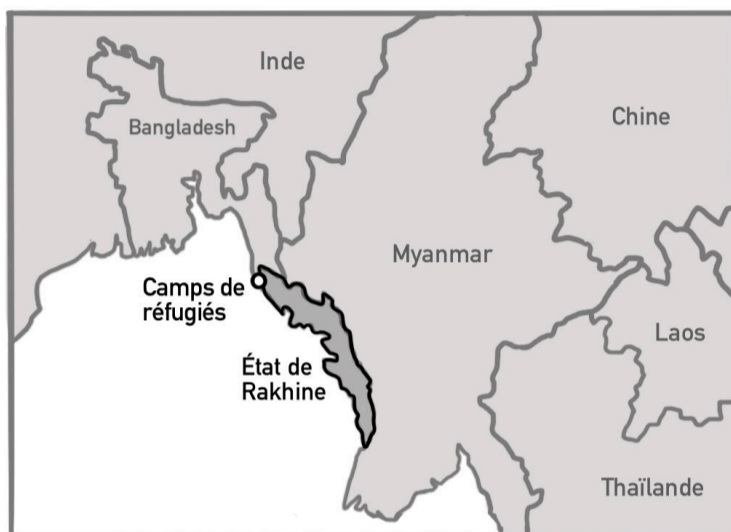 Inde
Chine
Bangladesh
Myanmar
Camps de
réfugiés
Laos
État de
Rakhine
Thaïlande